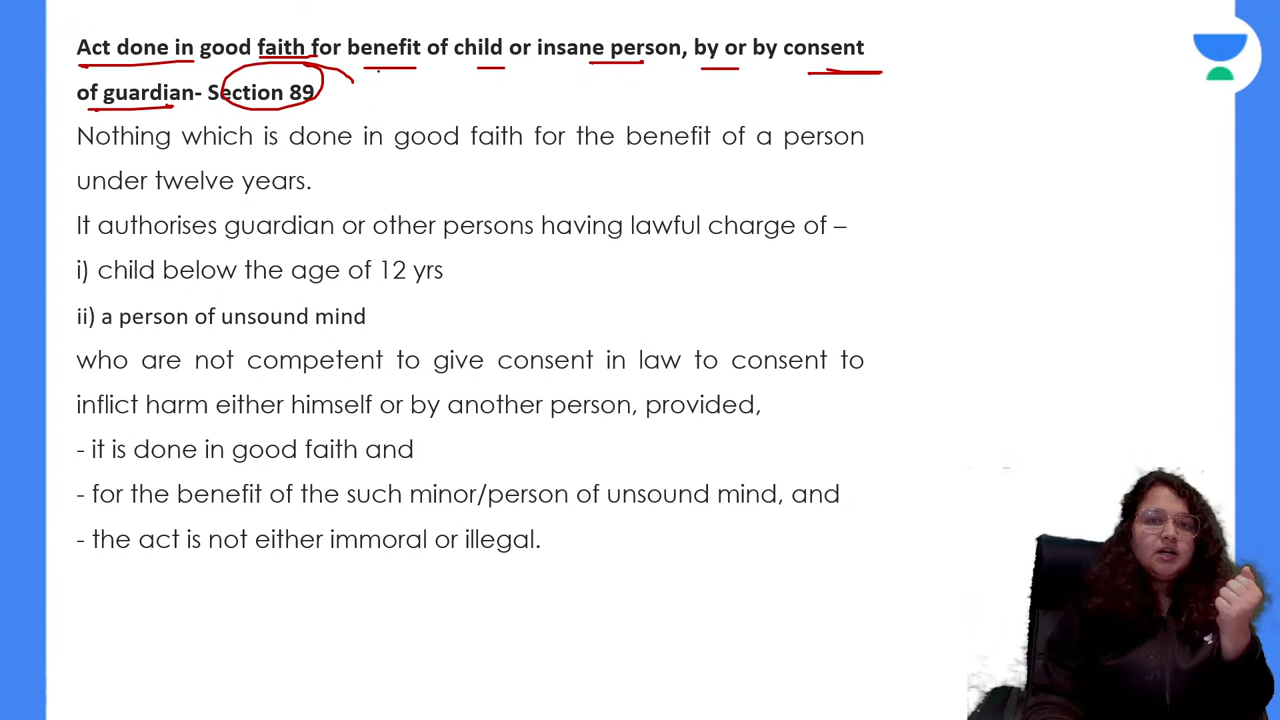 Act done in good faith for benefit of child or insane person, by or by consent
of guardian- Section 89
Nothing which is done in good faith for the benefit of a person
under twelve years.
It authorises guardian or other persons having lawful charge of –
i) child below the age of 12 yrs
ii) a person of unsound mind
who are not competent to give consent in law to consent to
inflict harm either himself or by another person, provided,
- it is done in good faith and
- for the benefit of the such minor/person of unsound mind, and
- the act is not either immoral or illegal.